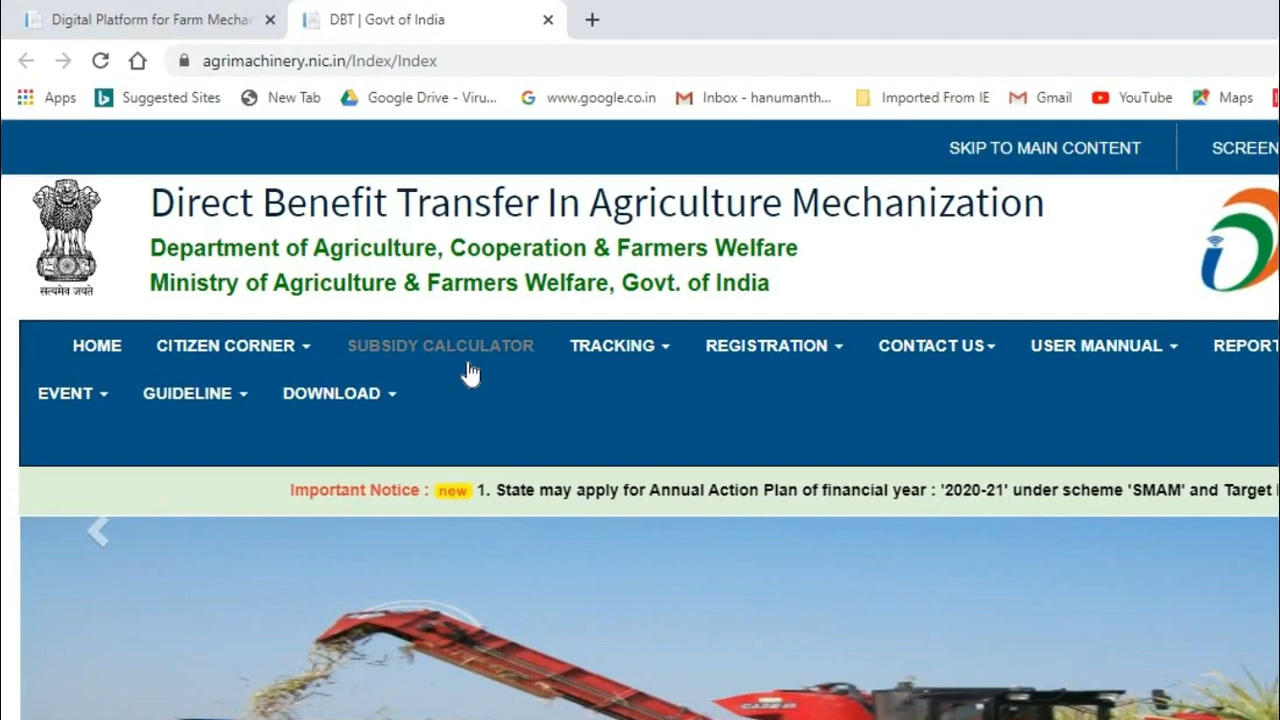 Digital Platform for Farm Mechar
DBT | Govt of India
agrimachinery.nic.in/Index/Index
Apps Suggested Sites New Tab Google Drive - Viru... www.google.co.in Inbox - hanumanth... Imported From IE Gmail YouTube Maps
SKIP TO MAIN CONTENT SCREEN
Direct Benefit Transfer In Agriculture Mechanization
Department of Agriculture, Cooperation & Farmers Welfare
Ministry of Agriculture & Farmers Welfare, Govt. of India
सत्यमेव जयते
HOME CITIZEN CORNER SUBSIDY CALCULATOR TRACKING REGISTRATION CONTACT US USER MANNUAL REPORT
EVENT GUIDELINE DOWNLOAD
Important Notice : new 1. State may apply for Annual Action Plan of financial year : '2020-21' under scheme 'SMAM' and Target
CASE IH